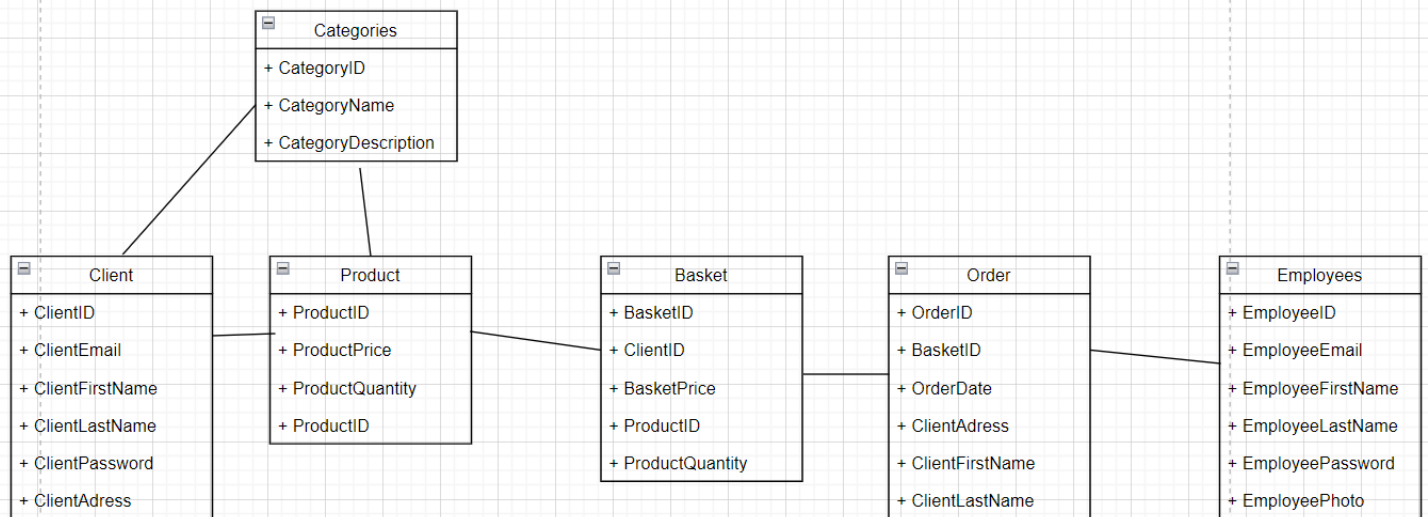 Categories
+ CategoryID
+ CategoryName
+ CategoryDescription
Client
+ ClientID
+ ClientEmail
+ ClientFirstName
+ ClientLastName
+ ClientPassword
+ ClientAdress
Product
+ ProductID
+ ProductPrice
+ ProductQuantity
+ ProductID
Basket
+ BasketID
+ ClientID
+ BasketPrice
+ ProductID
+ ProductQuantity
Order
+ OrderID
+ BasketID
+ OrderDate
+ ClientAdress
+ ClientFirstName
+ ClientLastName
Employees
+ EmployeeID
+ EmployeeEmail
+ EmployeeFirstName
+ EmployeeLastName
+ EmployeePassword
+ EmployeePhoto